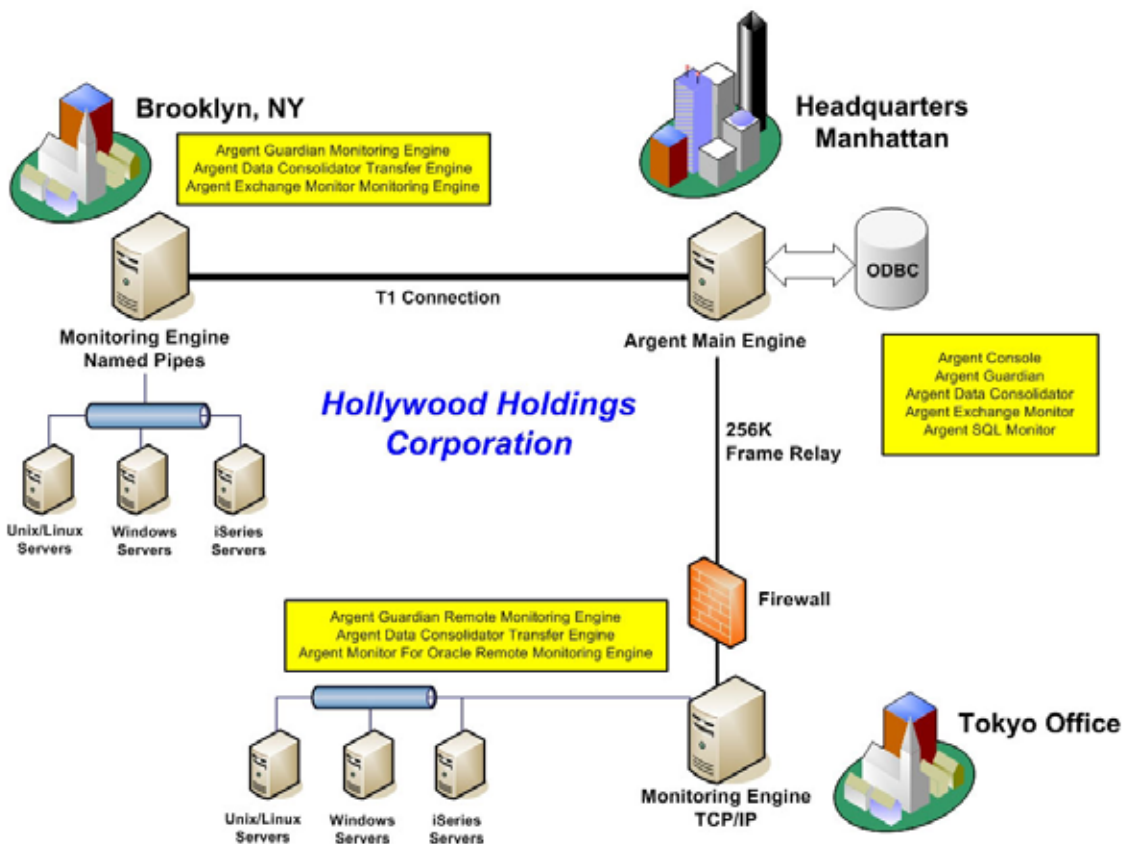 Brooklyn, NY
Argent Guardian Monitoring Engine
Argent Data Consolidator Transfer Engine
Argent Exchange Monitor Monitoring Engine
Headquarters
Manhattan
ODBC
T1 Connection
Monitoring Engine
Named Pipes
Argent Main Engine
Argent Console
Argent Guardian
Argent Data Consolidator
Argent Exchange Monitor
Argent SQL Monitor
Hollywood Holdings
Corporation
256K
Frame Relay
Unix/Linux
Servers
Windows
Servers
iSeries
Servers
Firewall
Argent Guardian Remote Monitoring Engine
Argent Data Consolidator Transfer Engine
Argent Monitor For Oracle Remote Monitoring Engine
Tokyo Office
Monitoring Engine
TCP/IP
Unix/Linux
Servers
Windows
Servers
iSeries
Servers